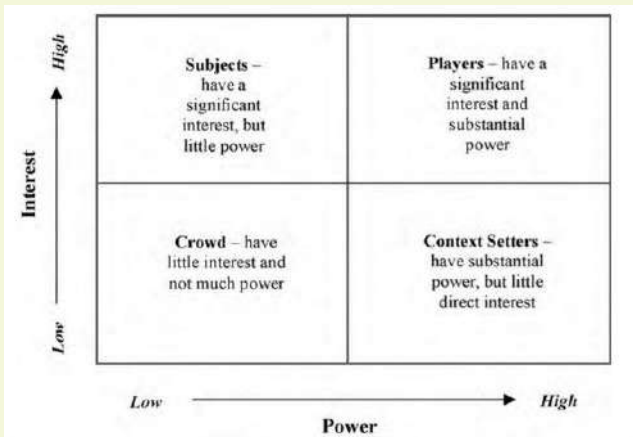 High
Interest
Low
Subjects –
have a
significant
interest, but
little power
Players – have a
significant
interest and
substantial
power
Crowd – have
little interest and
not much power
Context Setters –
have substantial
power, but little
direct interest
Low
High
Power